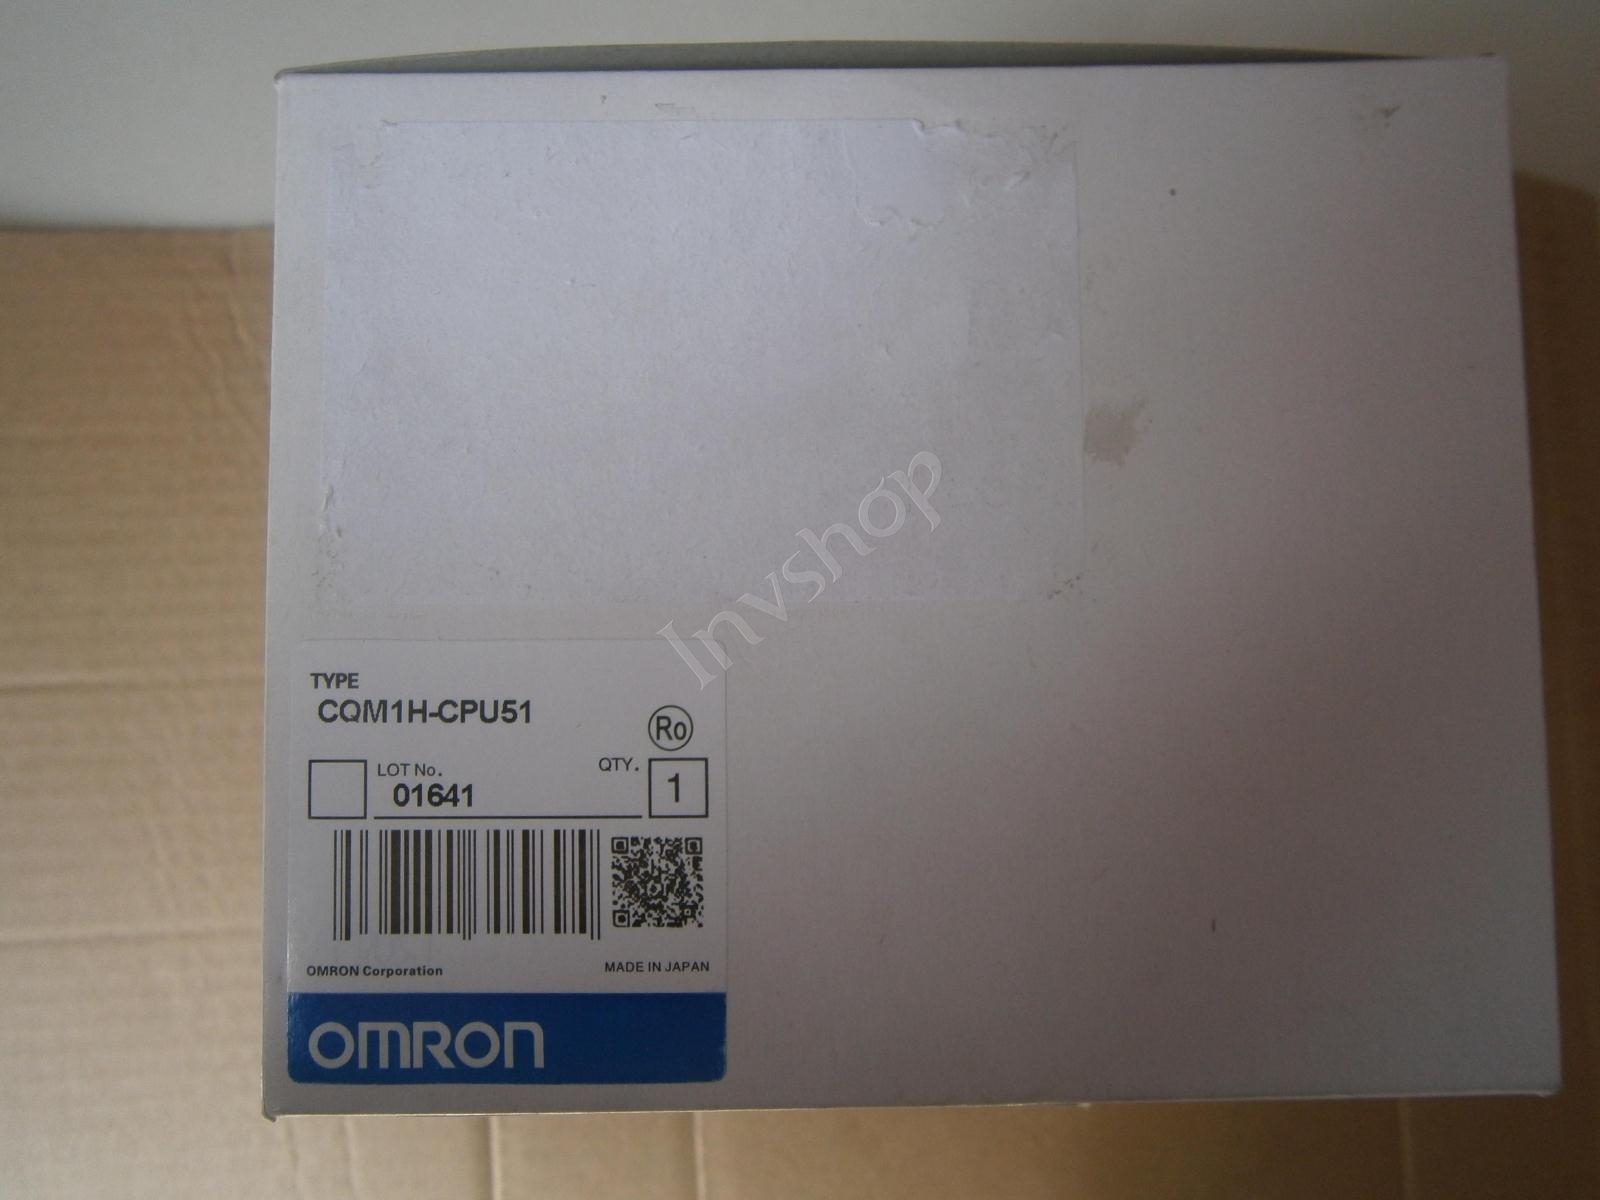 Invshop
TYPE
CQM1H-CPU51
Ro
LOT No.
01641
QTY.
1
OMRON Corporation
MADE IN JAPAN
OMRON